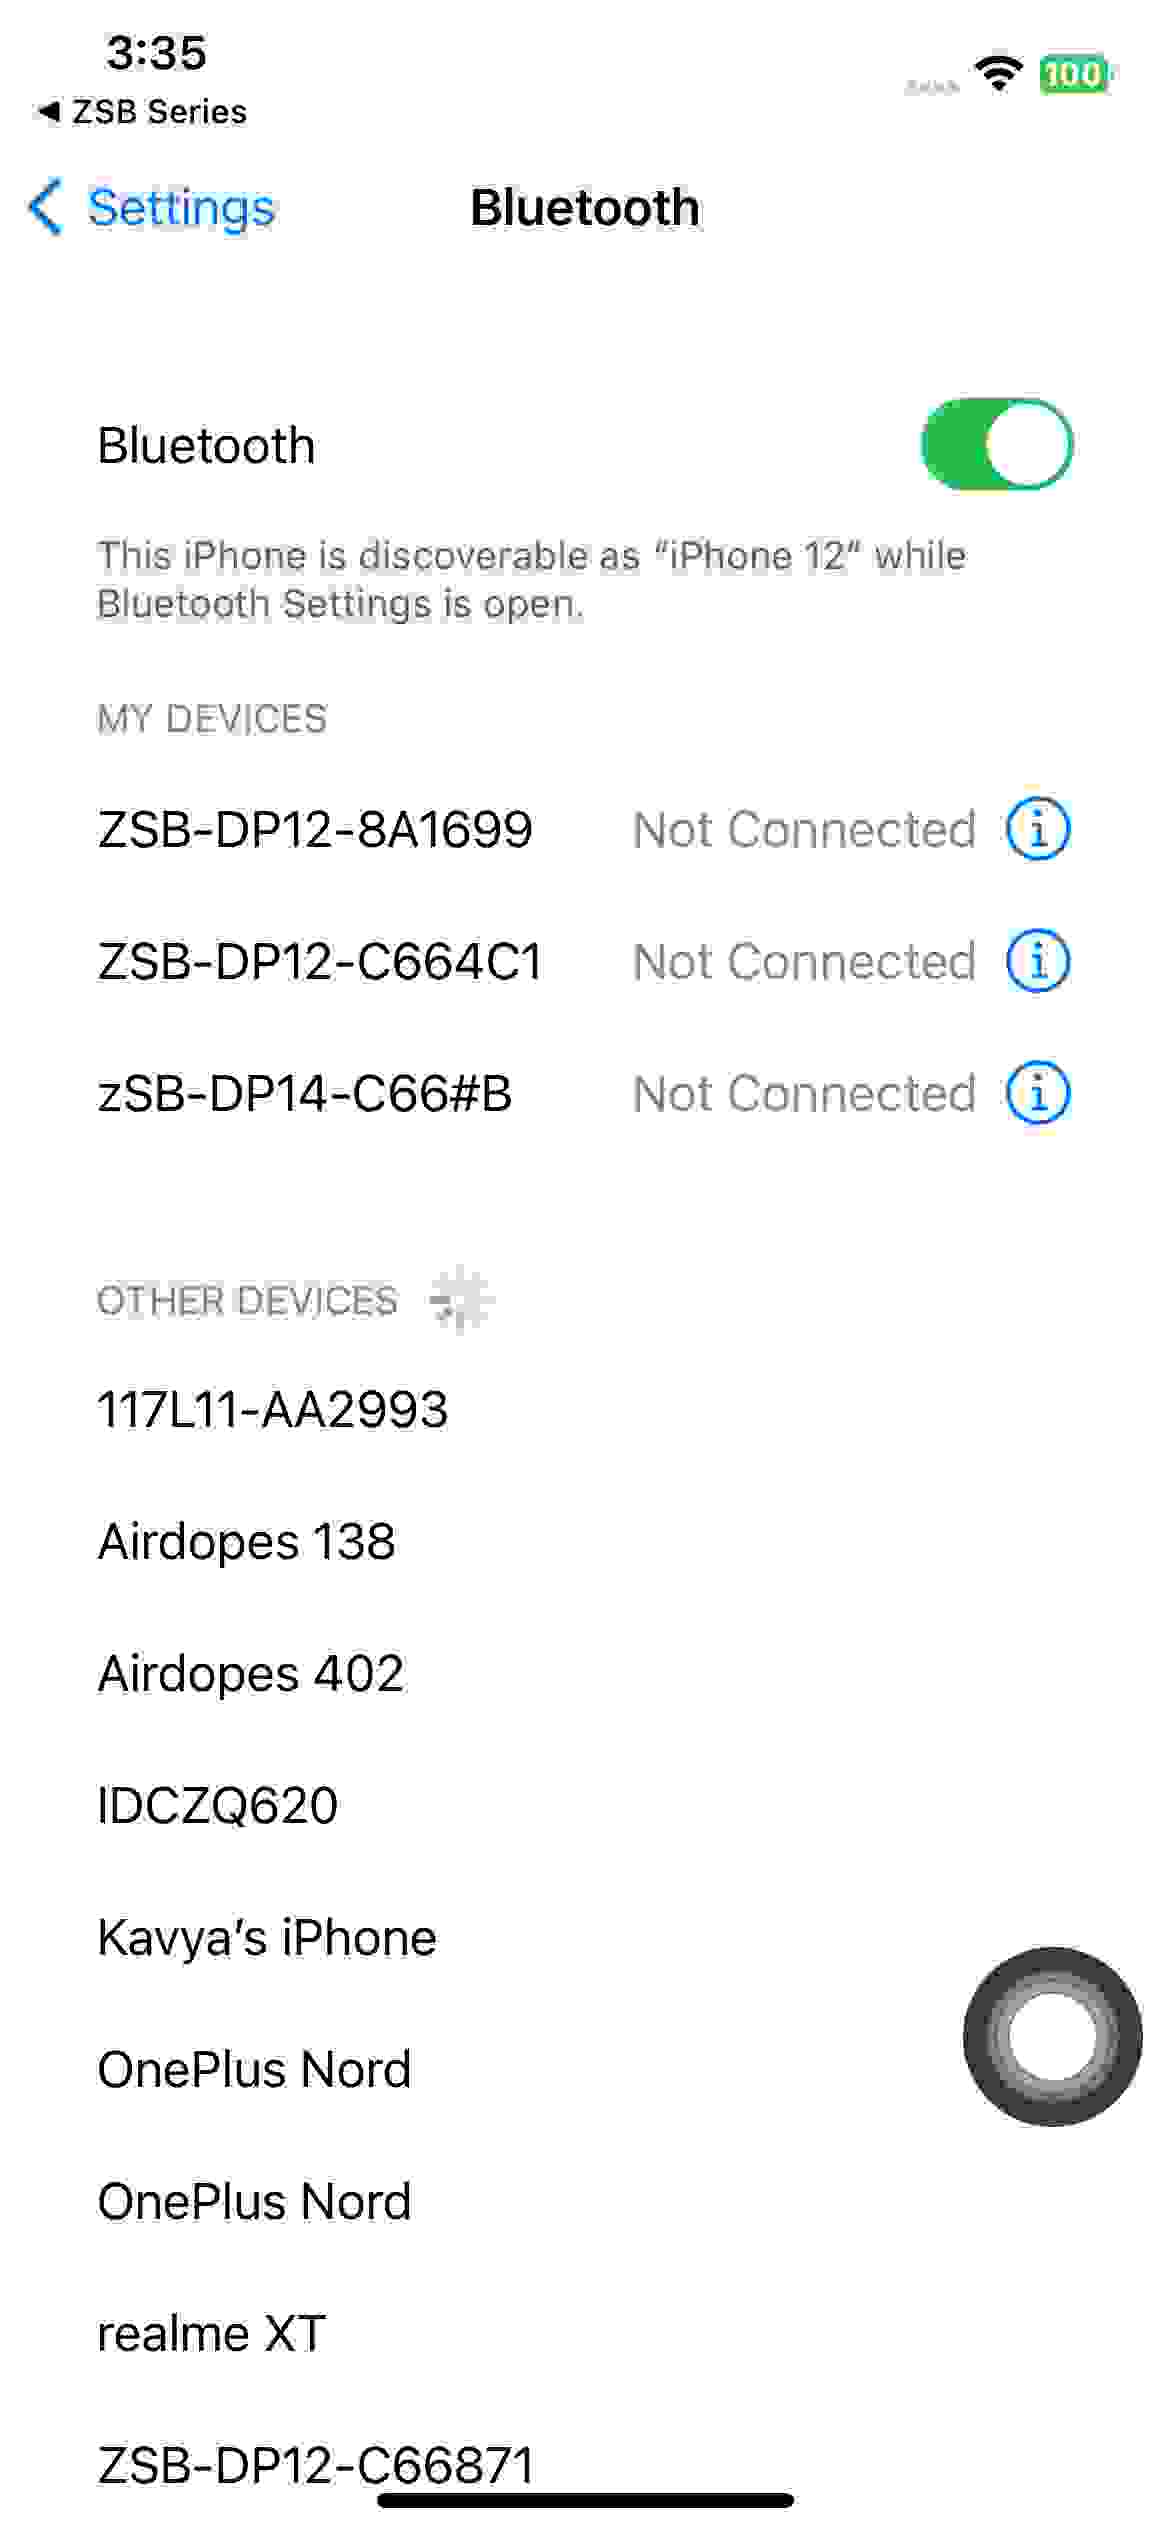 3:35
100
◀ ZSB Series
Settings
Bluetooth
Bluetooth
This iPhone is discoverable as “iPhone 12” while
Bluetooth Settings is open.
MY DEVICES
ZSB-DP12-8A1699 Not Connected
ZSB-DP12-C664C1 Not Connected
zSB-DP14-C66#B Not Connected
OTHER DEVICES
117L11-AA2993
Airdopes 138
Airdopes 402
IDCZQ620
Kavya’s iPhone
OnePlus Nord
OnePlus Nord
realme XT
ZSB-DP12-C66871